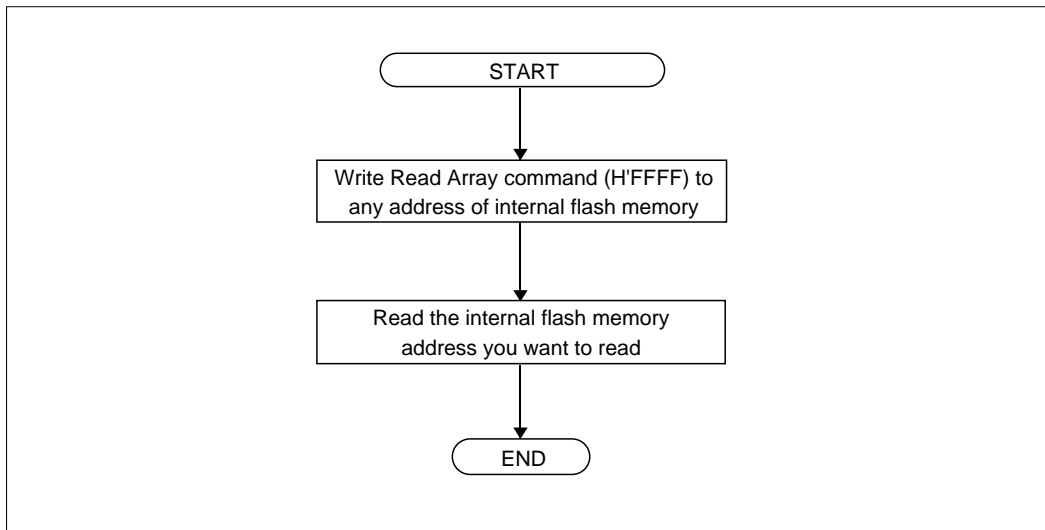 START
Write Read Array command (H'FFFF) to
any address of internal flash memory
Read the internal flash memory
address you want to read
END